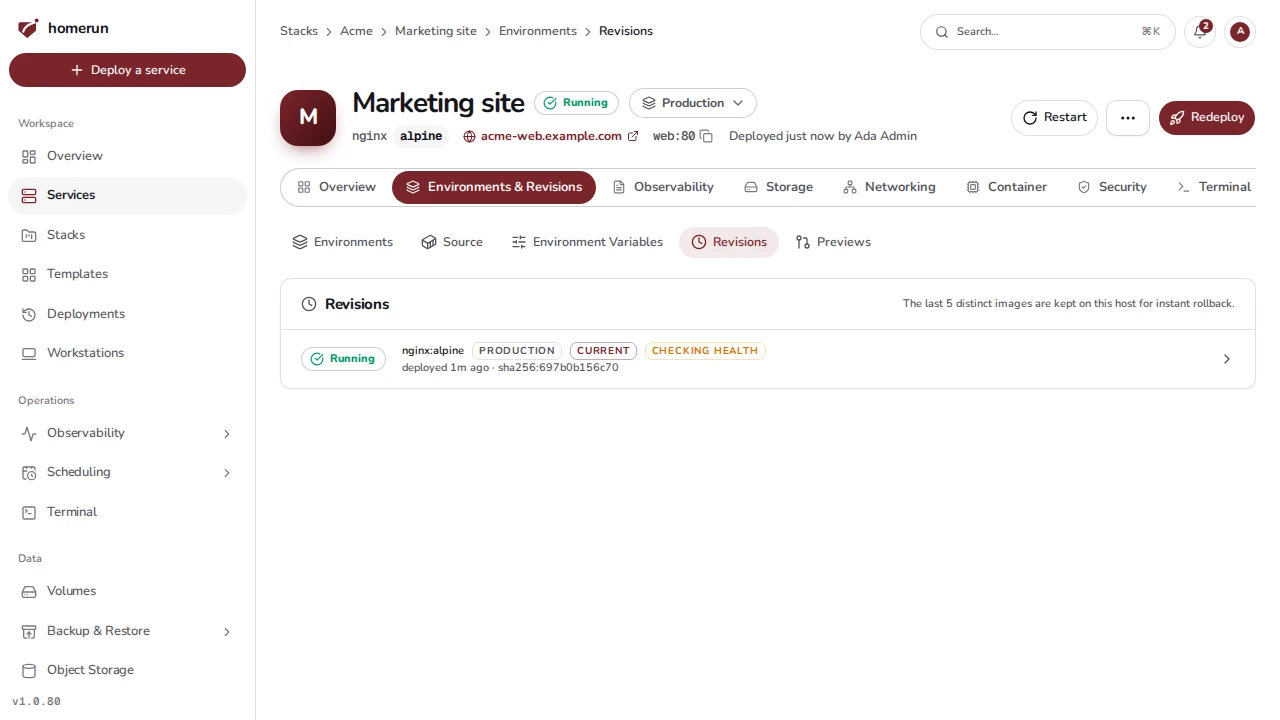 homerun
Deploy a service
Workspace
Overview
Services
Stacks
Templates
Deployments
Workstations
Operations
Observability
Scheduling
Terminal
Data
Volumes
Backup & Restore
Object Storage
v1.0.80
Stacks > Acme > Marketing site > Environments > Revisions
Search... ⌘K
2
A
M
Marketing site Running Production
nginx alpine acme-web.example.com web:80 Deployed just now by Ada Admin
Restart ... Redeploy
Overview Environments & Revisions Observability Storage Networking Container Security Terminal
Environments Source Environment Variables Revisions Previews
Revisions The last 5 distinct images are kept on this host for instant rollback.
Running nginx:alpine PRODUCTION CURRENT CHECKING HEALTH
deployed 1m ago · sha256:697b0b156c70